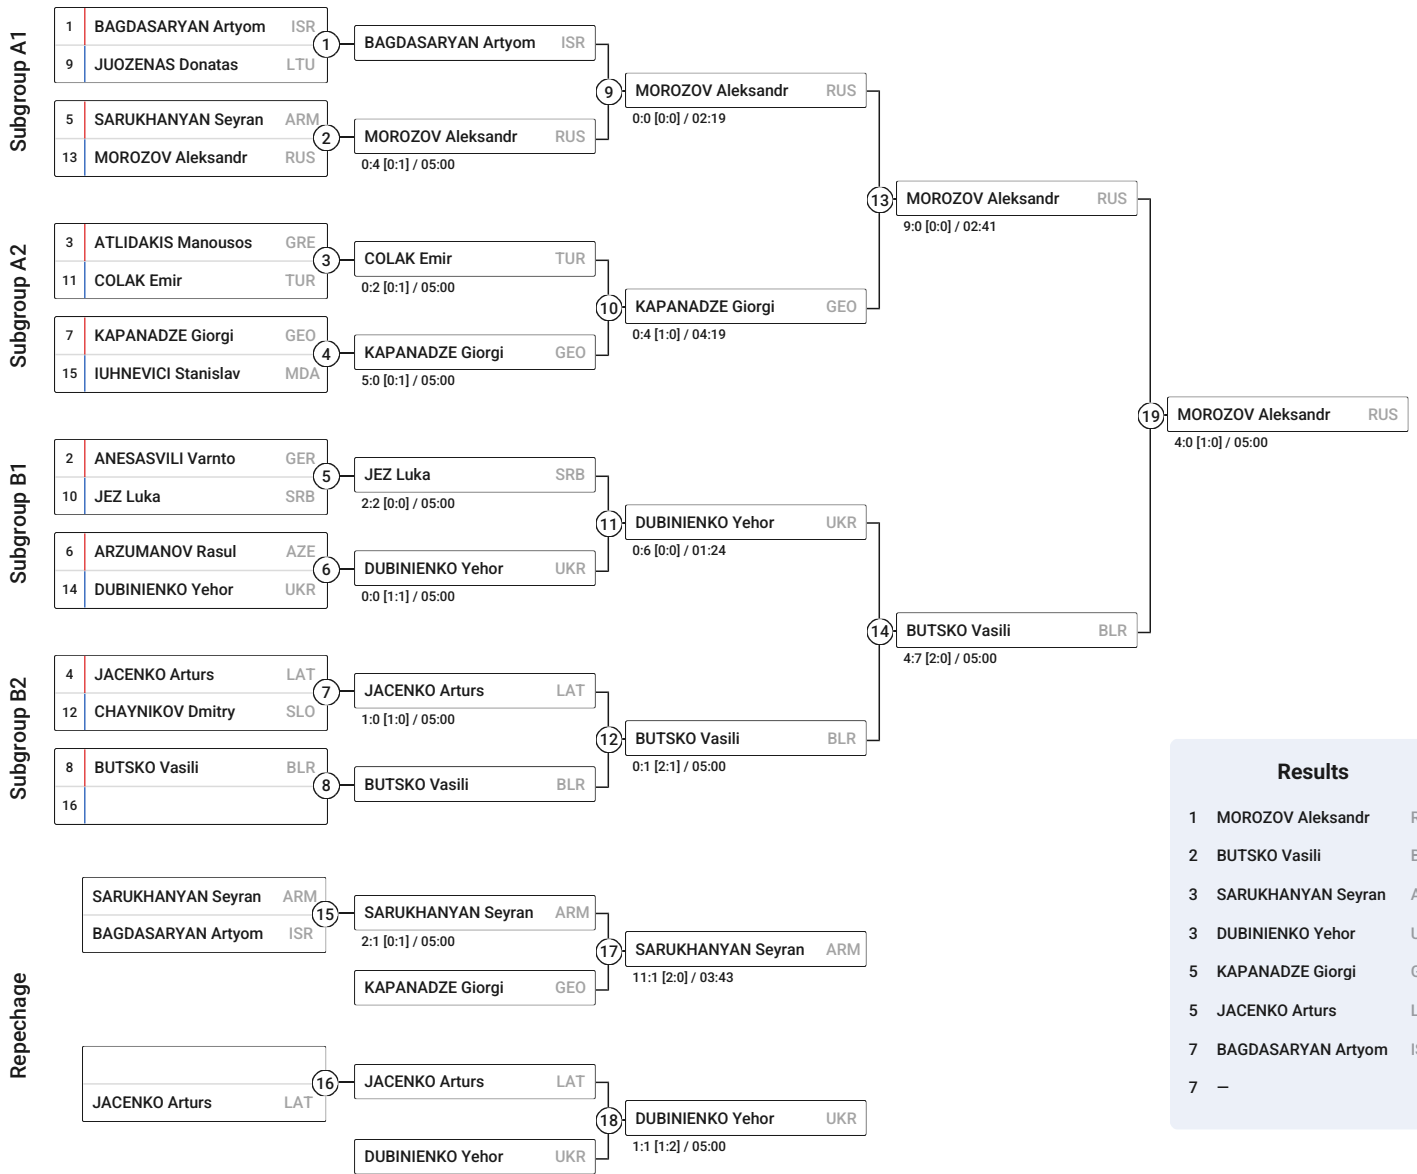 Subgroup A1
1 BAGDASARYAN Artyom ISR
9 JUOZENAS Donatas LTU
1
BAGDASARYAN Artyom ISR
5 SARUKHANYAN Seyran ARM
13 MOROZOV Aleksandr RUS
2
MOROZOV Aleksandr RUS
0:4 [0:1] / 05:00
9
MOROZOV Aleksandr RUS
0:0 [0:0] / 02:19
Subgroup A2
3 ATLIDAKIS Manousos GRE
11 COLAK Emir TUR
3
COLAK Emir TUR
0:2 [0:1] / 05:00
7 KAPANADZE Giorgi GEO
15 IUHNEVICI Stanislav MDA
4
KAPANADZE Giorgi GEO
5:0 [0:1] / 05:00
10
KAPANADZE Giorgi GEO
0:4 [1:0] / 04:19
13
MOROZOV Aleksandr RUS
9:0 [0:0] / 02:41
Subgroup B1
2 ANESASVILI Varnto GER
10 JEZ Luka SRB
5
JEZ Luka SRB
2:2 [0:0] / 05:00
6 ARZUMANOV Rasul AZE
14 DUBINIENKO Yehor UKR
6
DUBINIENKO Yehor UKR
0:0 [1:1] / 05:00
11
DUBINIENKO Yehor UKR
0:6 [0:0] / 01:24
Subgroup B2
4 JACENKO Arturs LAT
12 CHAYNIKOV Dmitry SLO
7
JACENKO Arturs LAT
1:0 [1:0] / 05:00
8 BUTSKO Vasili BLR
16
8
BUTSKO Vasili BLR
12
BUTSKO Vasili BLR
0:1 [2:1] / 05:00
14
BUTSKO Vasili BLR
4:7 [2:0] / 05:00
19
MOROZOV Aleksandr RUS
4:0 [1:0] / 05:00
Repechage
SARUKHANYAN Seyran ARM
BAGDASARYAN Artyom ISR
15
SARUKHANYAN Seyran ARM
2:1 [0:1] / 05:00
KAPANADZE Giorgi GEO
17
SARUKHANYAN Seyran ARM
11:1 [2:0] / 03:43
JACENKO Arturs LAT
16
JACENKO Arturs LAT
DUBINIENKO Yehor UKR
18
DUBINIENKO Yehor UKR
1:1 [1:2] / 05:00
Results
1 MOROZOV Aleksandr
2 BUTSKO Vasili
3 SARUKHANYAN Seyran
3 DUBINIENKO Yehor
5 KAPANADZE Giorgi
5 JACENKO Arturs
7 BAGDASARYAN Artyom
7 —